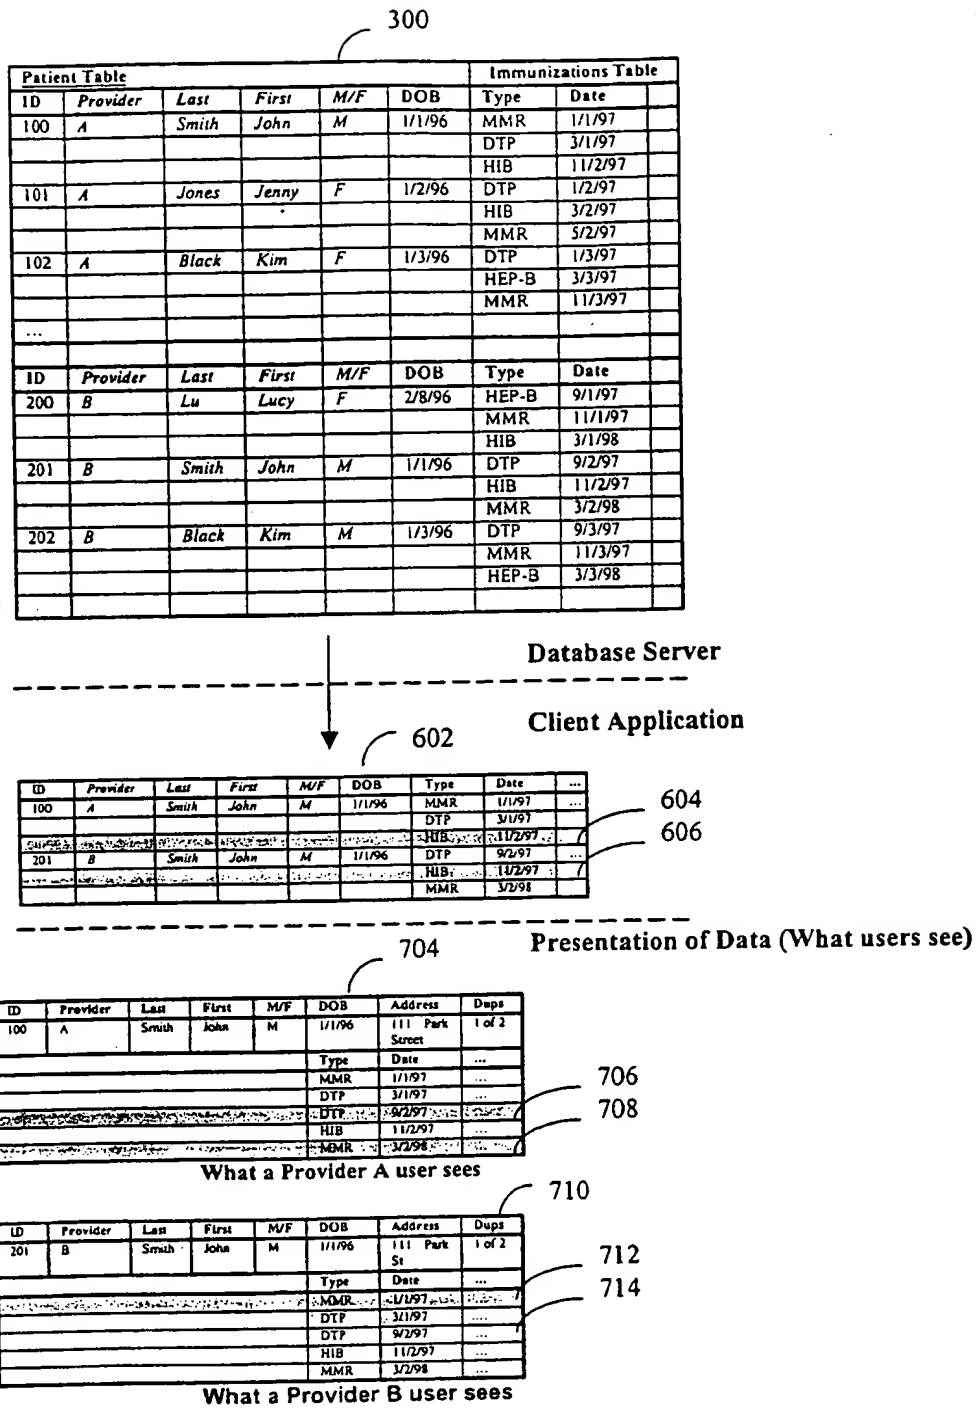 300
Patient Table Immunizations Table
ID Provider Last First M/F DOB Type Date
100 A Smith John M 1/1/96 MMR 1/1/97
DTP 3/1/97
HIB 11/2/97
101 A Jones Jenny F 1/2/96 DTP 1/2/97
HIB 3/2/97
MMR 5/2/97
102 A Black Kim F 1/3/96 DTP 1/3/97
HEP-B 3/3/97
MMR 11/3/97
...
ID Provider Last First M/F DOB Type Date
200 B Lu Lucy F 2/8/96 HEP-B 9/1/97
MMR 11/1/97
HIB 3/1/98
201 B Smith John M 1/1/96 DTP 9/2/97
HIB 11/2/97
MMR 3/2/98
202 B Black Kim M 1/3/96 DTP 9/3/97
MMR 11/3/97
HEP-B 3/3/98
Database Server
Client Application
602
ID Provider Last First M/F DOB Type Date ...
100 A Smith John M 1/1/96 MMR 1/1/97 ...
DTP 3/1/97
HIB 11/2/97
604
201 B Smith John M 1/1/96 DTP 9/2/97 ...
606
HIB 11/2/97
MMR 3/2/98
Presentation of Data (What users see)
704
ID Provider Last First M/F DOB Address Dups
100 A Smith John M 1/1/96 111 Park Street 1 of 2
Type Date ...
MMR 1/1/97 ...
DTP 3/1/97 ...
706
DTP 9/2/97 ...
HIB 11/2/97 ...
708
MMR 3/2/98 ...
What a Provider A user sees
710
ID Provider Last First M/F DOB Address Dups
201 B Smith John M 1/1/96 111 Park St 1 of 2
Type Date ...
712
MMR 1/1/97 ...
DTP 3/1/97 ...
714
DTP 9/2/97 ...
HIB 11/2/97 ...
MMR 3/2/98 ...
What a Provider B user sees